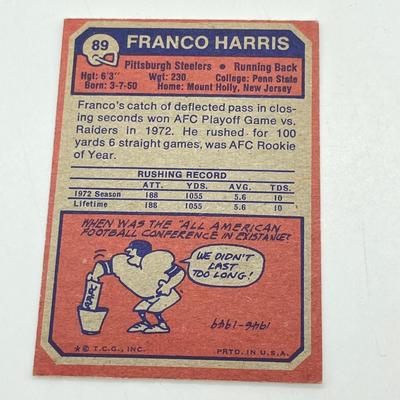 89 FRANCO HARRIS
Pittsburgh Steelers • Running Back
Hgt: 6'3" Wgt: 230 College: Penn State
Born: 3-7-50 Home: Mount Holly, New Jersey
Franco's catch of deflected pass in clos-
ing seconds won AFC Playoff Game vs.
Raiders in 1972. He rushed for 100
yards 6 straight games, was AFC Rookie
of Year.
RUSHING RECORD
ATT. YDS. AVG. TDS.
1972 Season 188 1055 5.6 10
Lifetime 188 1055 5.6 10
WHEN WAS THE "ALL AMERICAN
FOOTBALL CONFERENCE IN EXISTANCE?
WE DIDN'T
LAST
TOO LONG!
AAFC
1946-1949
*© T.C.G., INC. PRTD. IN U.S.A.